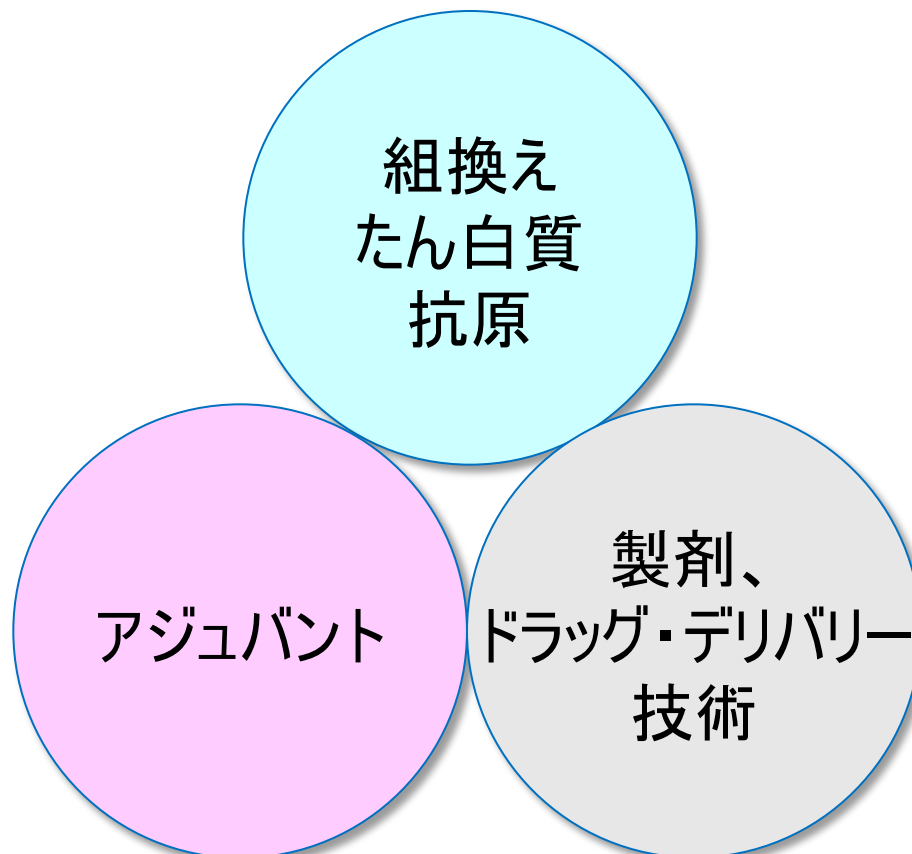 組換え
たん白質
抗原
アジュバント
製剤、
ドラッグ・デリバリー
技術